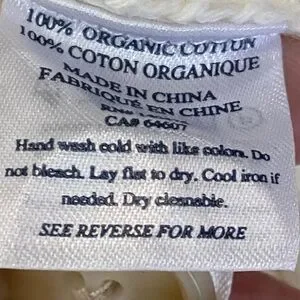 100% ORGANIC COTTON
100% COTON ORGANIQUE
MADE IN CHINA
FABRIQUÉ EN CHINE
CA# 64607
Hand wash cold with like colors. Do
not bleach. Lay flat to dry. Cool iron if
needed. Dry cleanable.
SEE REVERSE FOR MORE